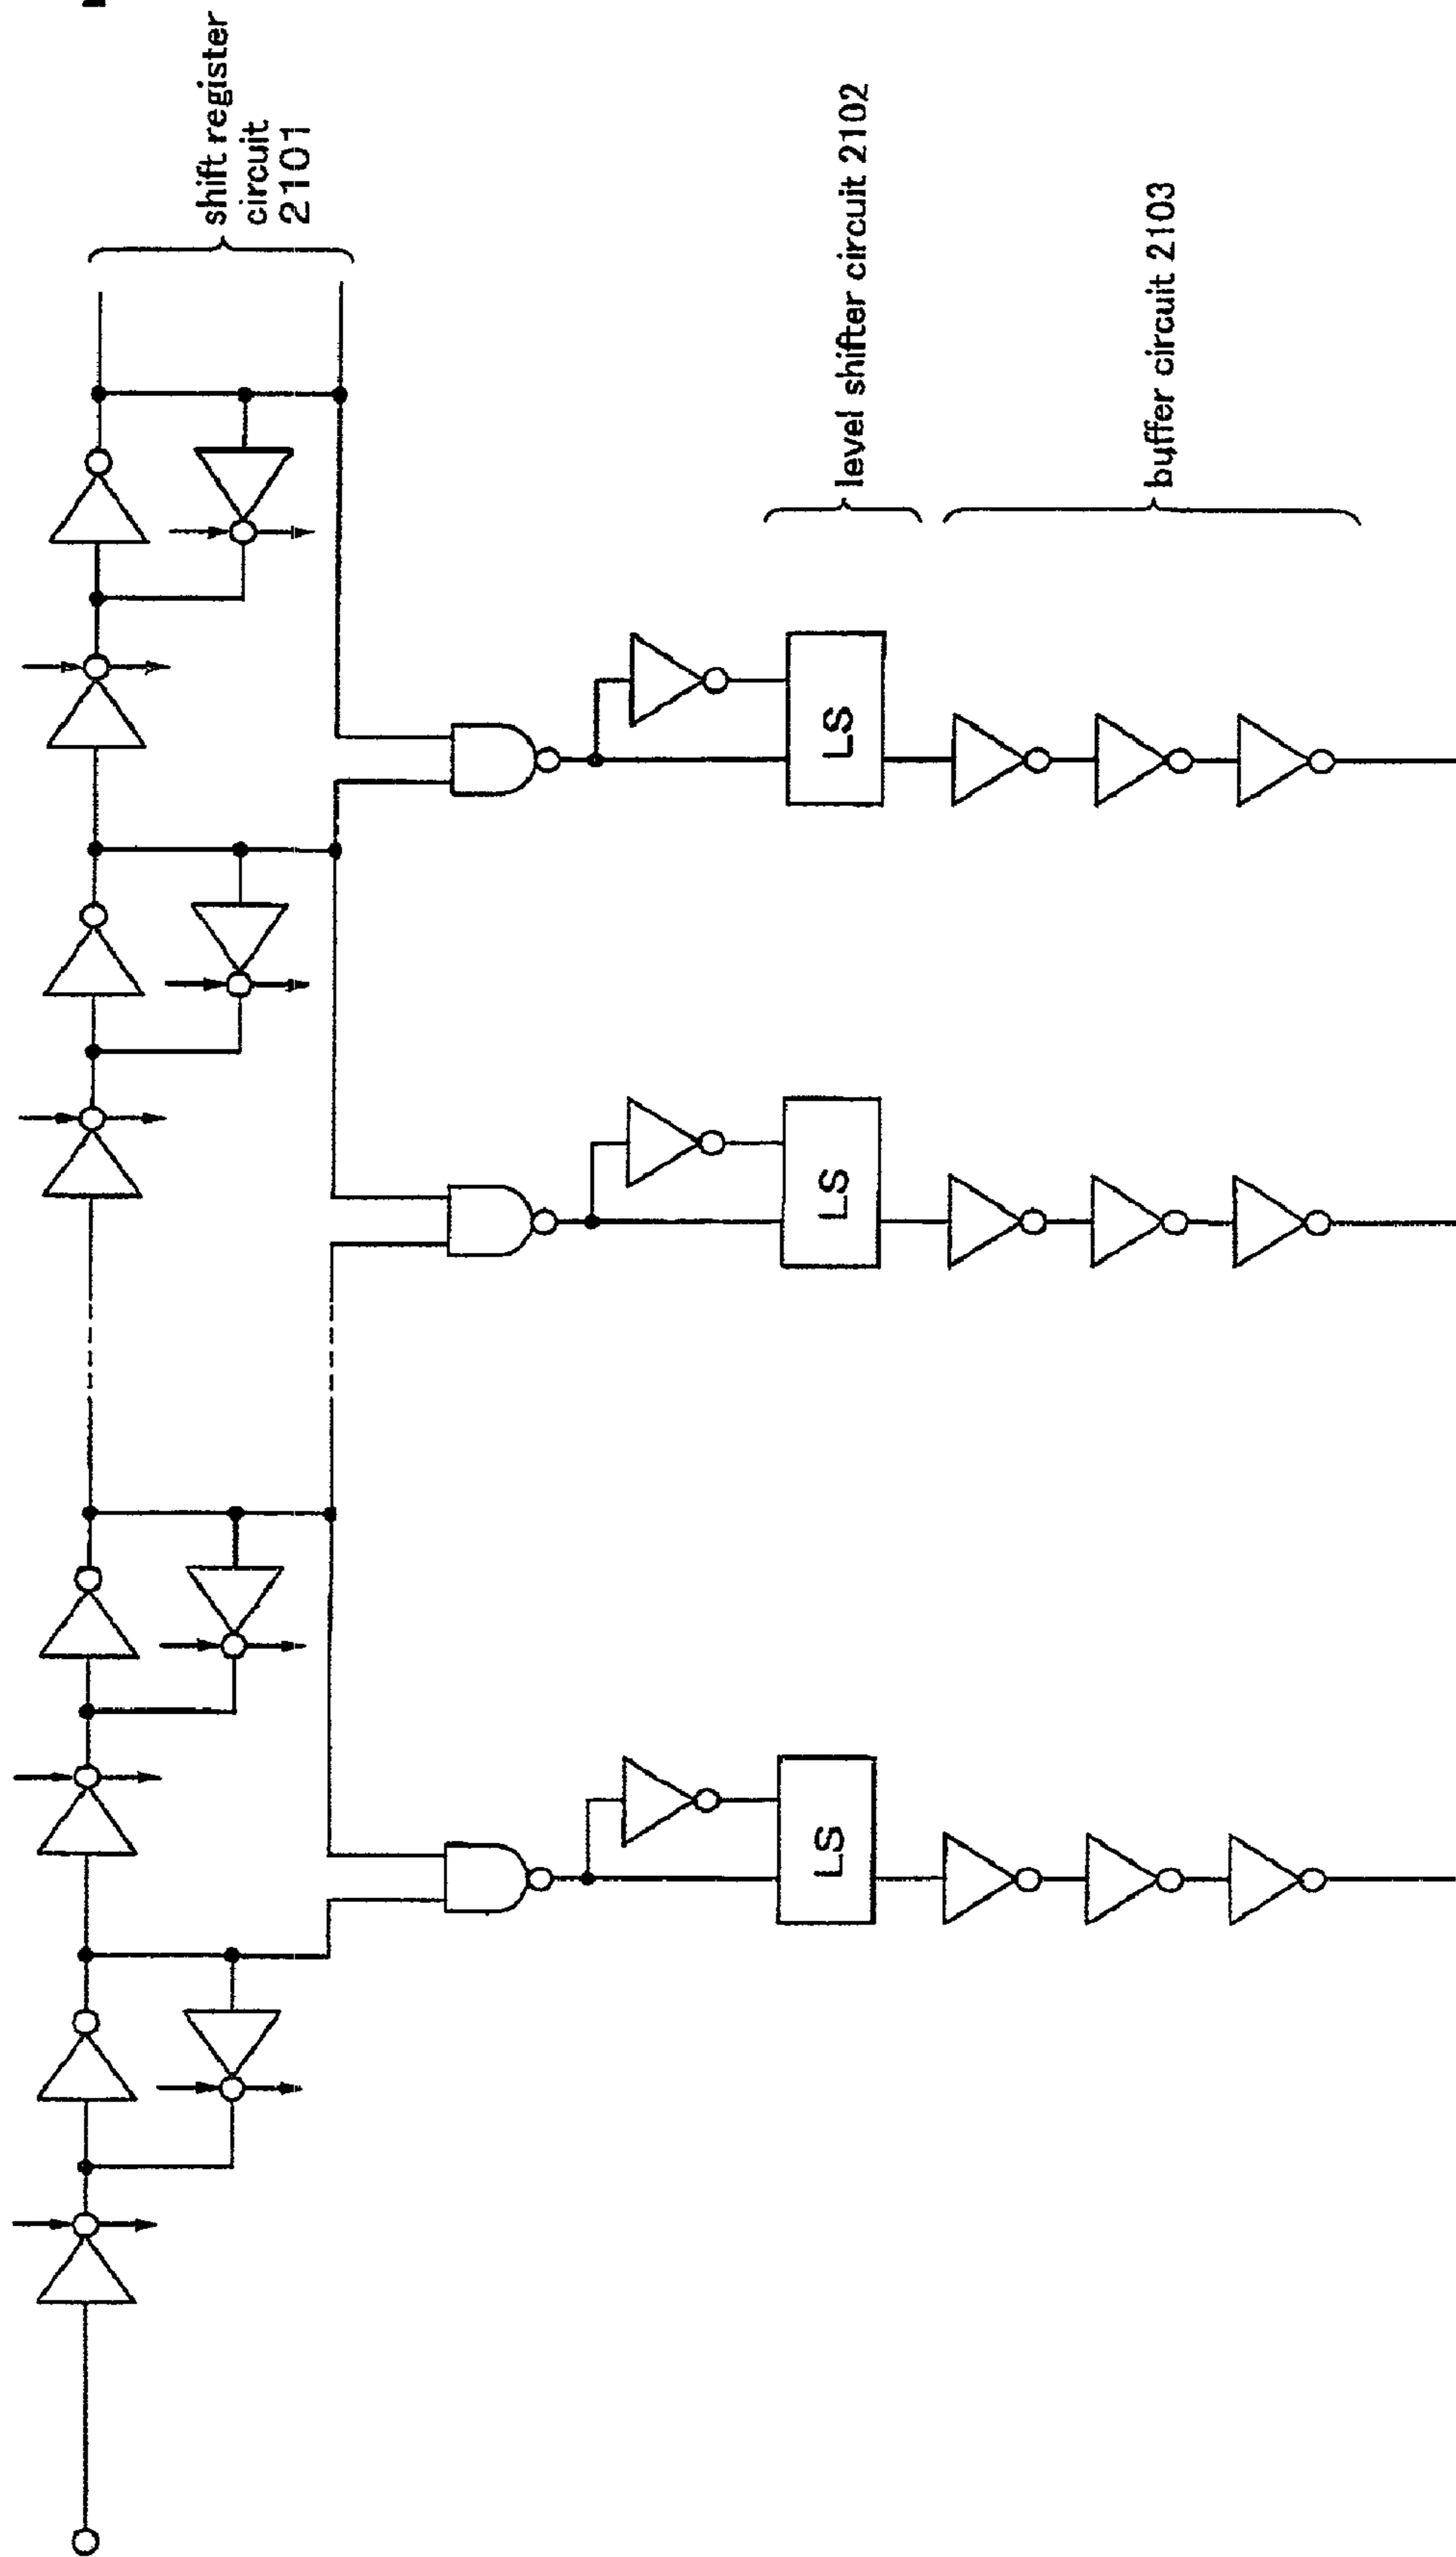 shift register
circuit
2101
level shifter circuit 2102
buffer circuit 2103
LS
LS
LS